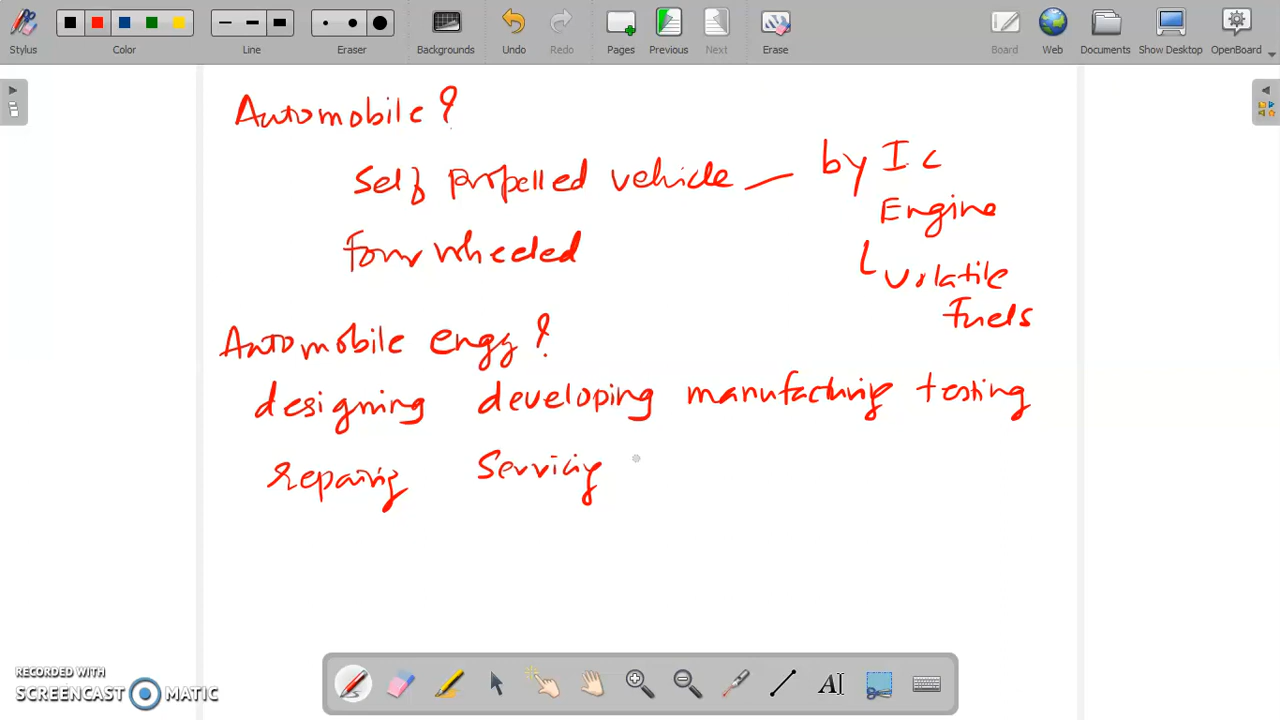 Stylus
Color
Line
Eraser
Backgrounds
Undo
Redo
Pages
Previous
Next
Erase
Board
Web
Documents
Show Desktop
OpenBoard
Automobile ?
Self propelled vehicle — by I c
Engine
Four wheeled
Volatile
Fuels
Automobile engg ?
designing developing manufacturing testing
repairing Servicing
RECORDED WITH
SCREENCAST MATIC